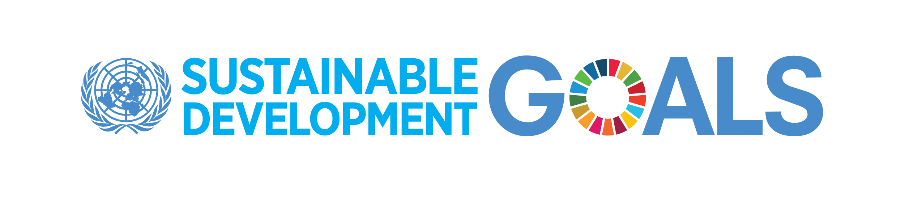 SUSTAINABLE
DEVELOPMENT
GOALS